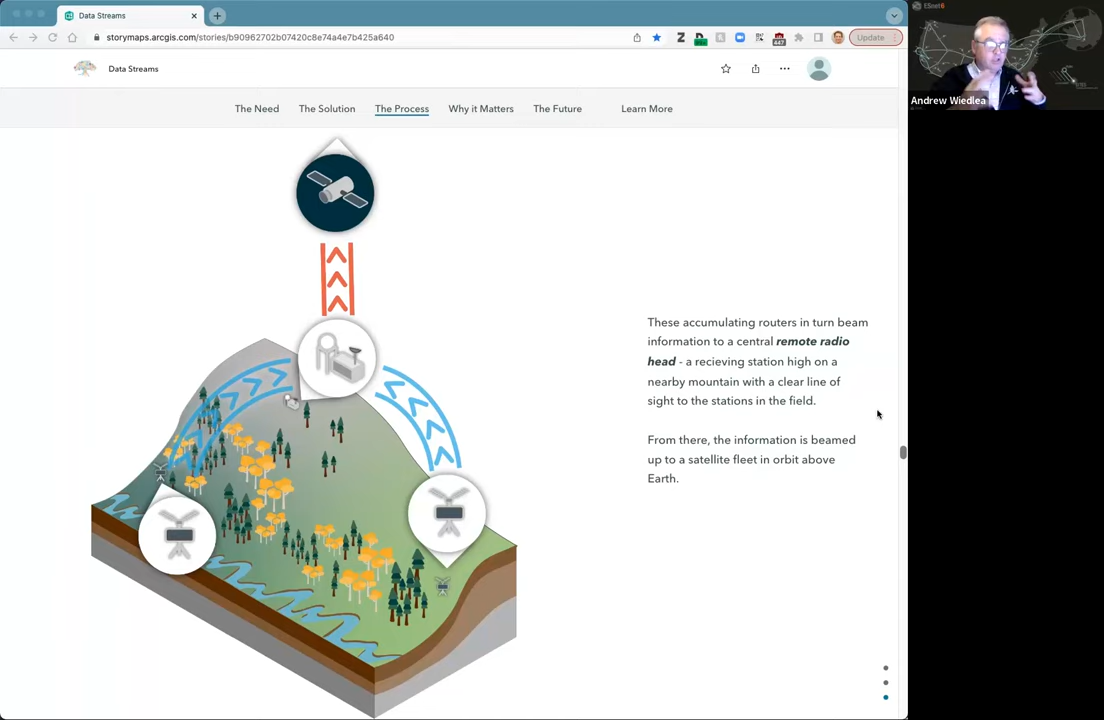 Data Streams
storymaps.arcgis.com/stories/b90962702b07420c8e74a4e7b425a640
Update
Data Streams
The Need The Solution The Process Why it Matters The Future Learn More
These accumulating routers in turn beam
information to a central remote radio
head - a recieving station high on a
nearby mountain with a clear line of
sight to the stations in the field.
From there, the information is beamed
up to a satellite fleet in orbit above
Earth.
ESnet6
Andrew Wiedlea